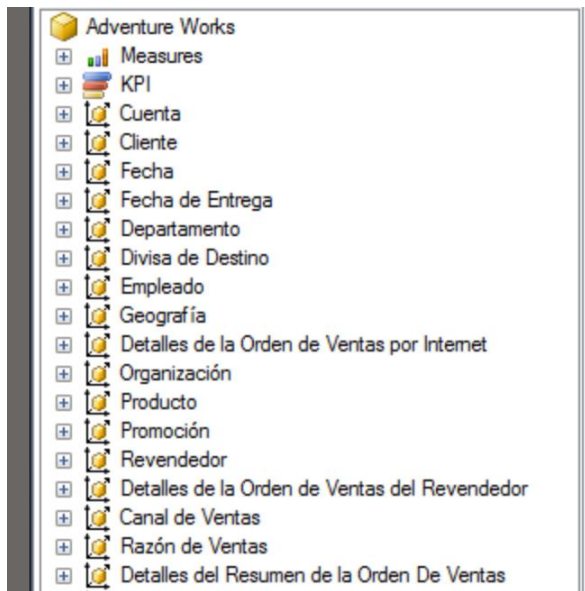 Adventure Works
Measures
KPI
Cuenta
Cliente
Fecha
Fecha de Entrega
Departamento
Divisa de Destino
Empleado
Geografía
Detalles de la Orden de Ventas por Internet
Organización
Producto
Promoción
Revendedor
Detalles de la Orden de Ventas del Revendedor
Canal de Ventas
Razón de Ventas
Detalles del Resumen de la Orden De Ventas